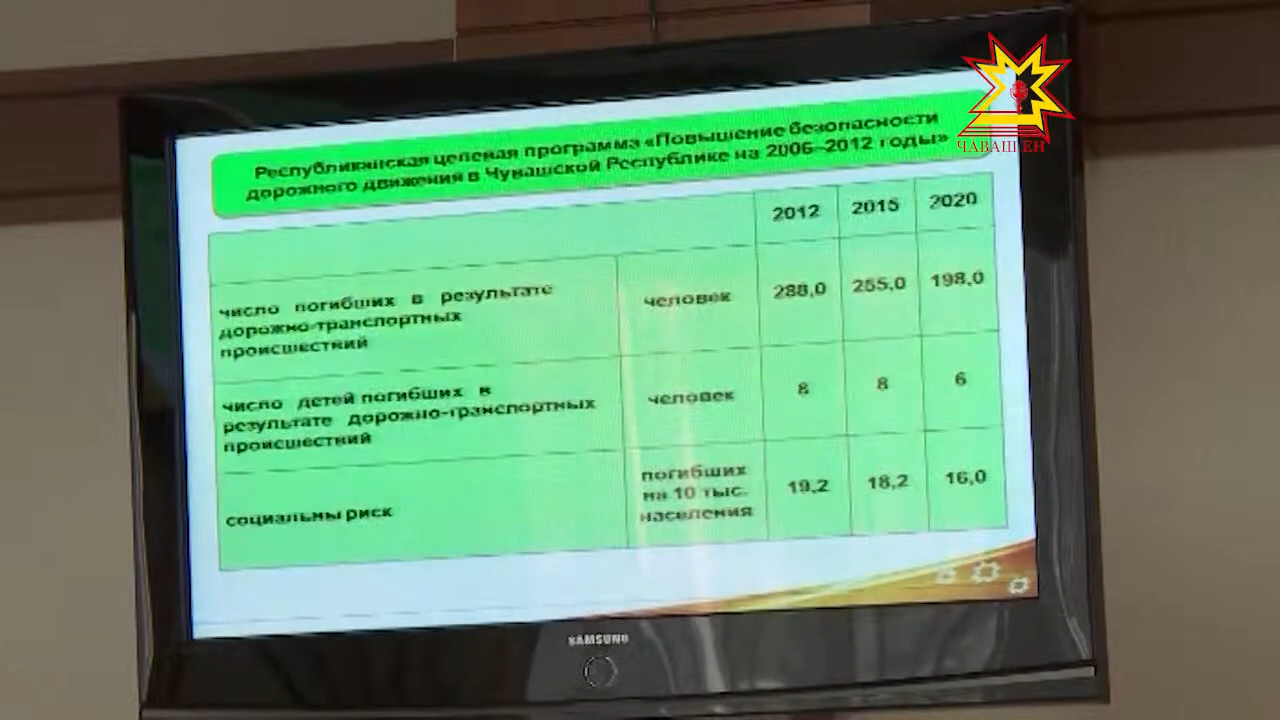 ЧӐВАШ ЕН
Республиканская целевая программа «Повышение безопасности
дорожного движения в Чувашской Республике на 2006–2012 годы»
2012 2015 2020
число погибших в результате
дорожно-транспортных
происшествий
человек 288,0 255,0 198,0
число детей погибших в
результате дорожно-транспортных
происшествий
человек 8 8 6
социальны риск
погибших
на 10 тыс.
населения
19,2 18,2 16,0
SAMSUNG